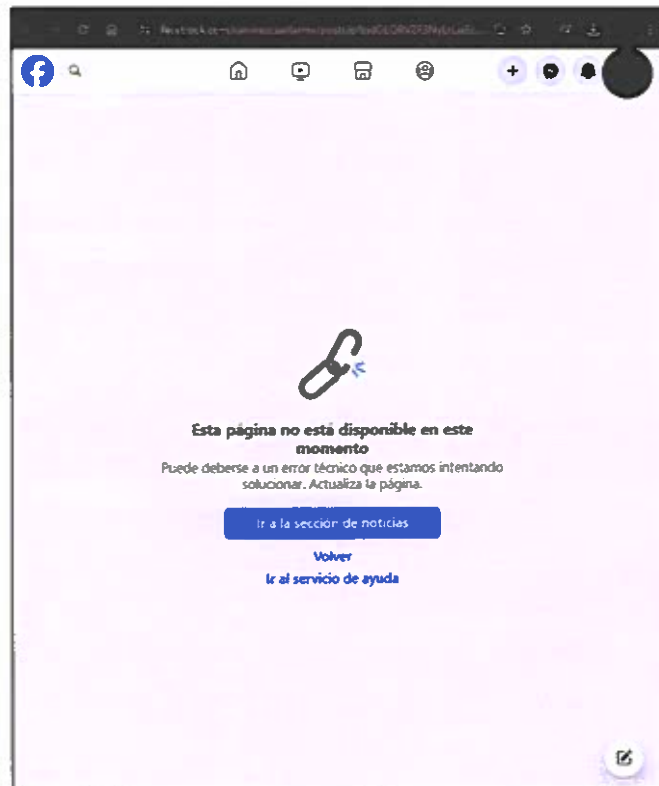 Esta página no está disponible en este
momento
Puede deberse a un error técnico que estamos intentando
solucionar. Actualiza la página.
Ir a la sección de noticias
Volver
Ir al servicio de ayuda